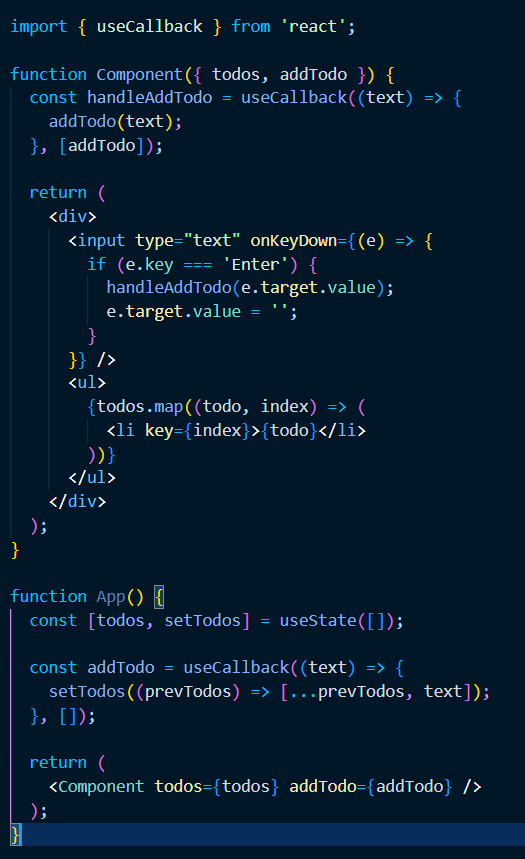 import { useCallback } from 'react';

function Component({ todos, addTodo }) {
  const handleAddTodo = useCallback((text) => {
    addTodo(text);
  }, [addTodo]);

  return (
    <div>
      <input type="text" onKeyDown={(e) => {
        if (e.key === 'Enter') {
          handleAddTodo(e.target.value);
          e.target.value = '';
        }
      }} />
      <ul>
        {todos.map((todo, index) => (
          <li key={index}>{todo}</li>
        ))}
      </ul>
    </div>
  );
}

function App() {
  const [todos, setTodos] = useState([]);

  const addTodo = useCallback((text) => {
    setTodos((prevTodos) => [...prevTodos, text]);
  }, []);

  return (
    <Component todos={todos} addTodo={addTodo} />
  );
}